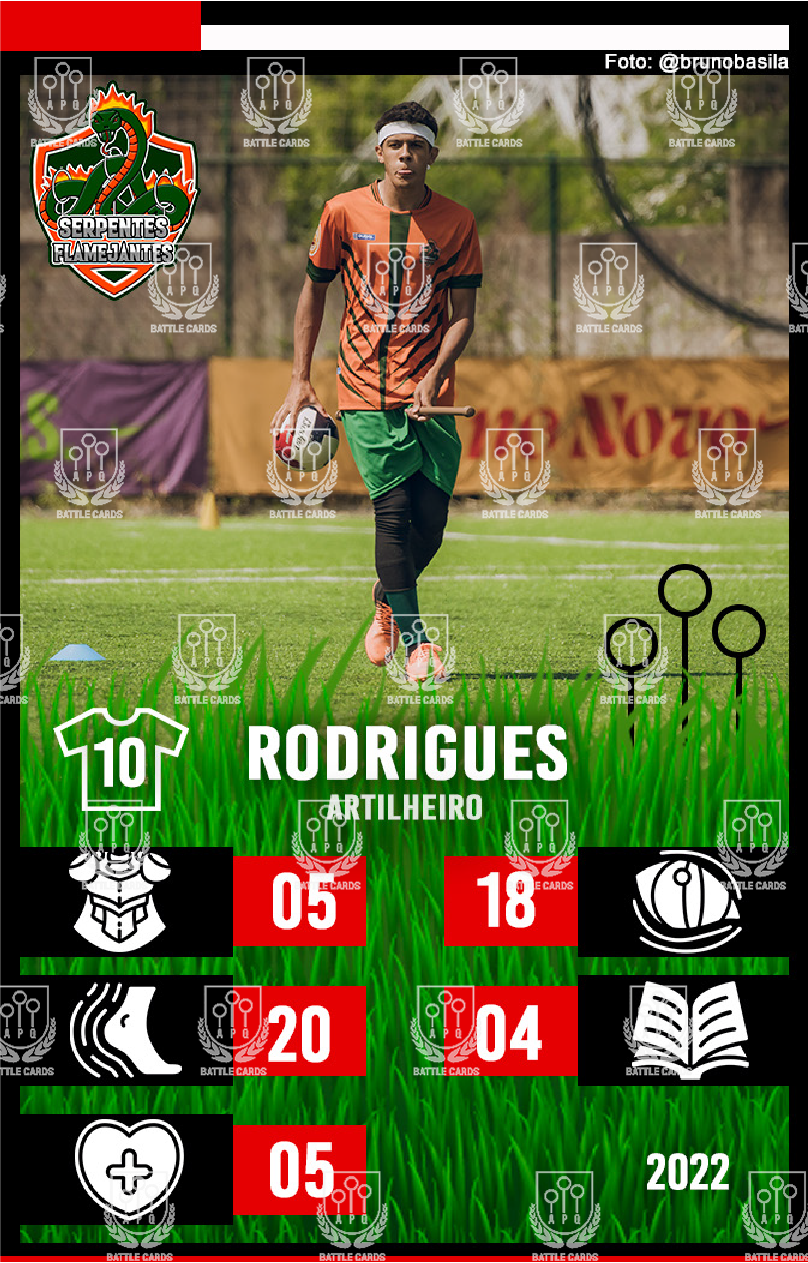 Foto: @brunobasila
SERPENTES
FLAMEJANTES
10
RODRIGUES
ARTILHEIRO
05
18
20
04
05
2022
APQ
BATTLE CARDS